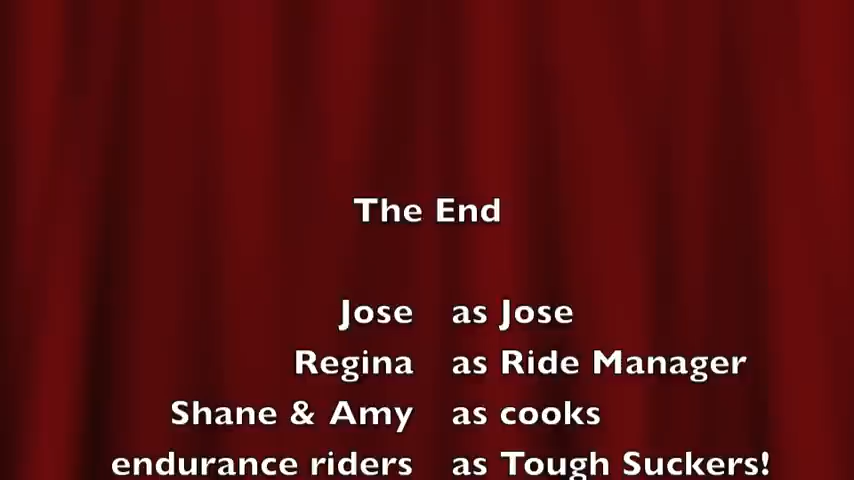 The End
Jose as Jose
Regina as Ride Manager
Shane & Amy as cooks
endurance riders as Tough Suckers!